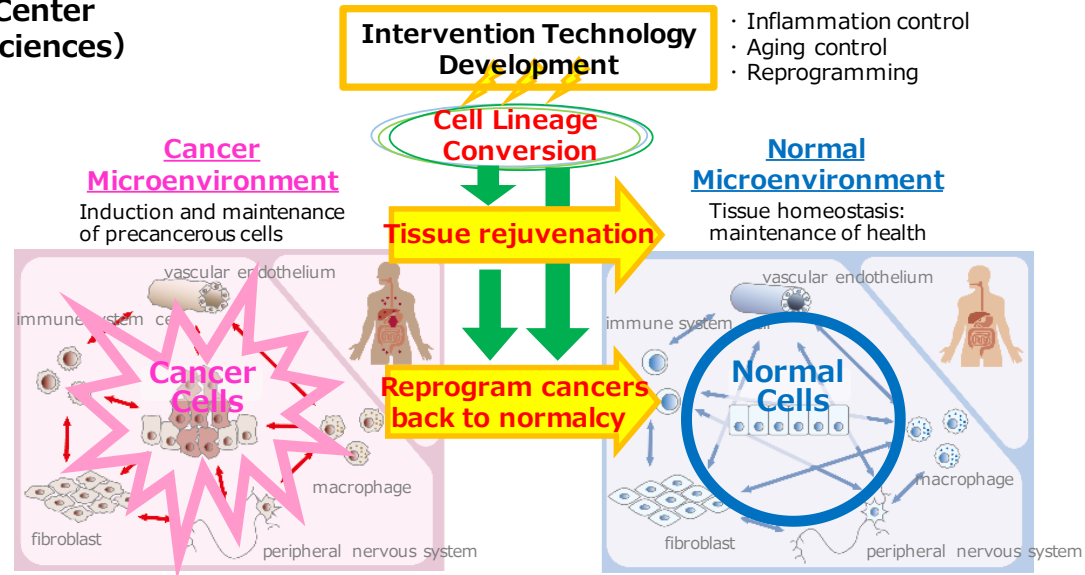 Center
ciences)
Intervention Technology
Development
· Inflammation control
· Aging control
· Reprogramming
Cell Lineage
Conversion
Cancer
Microenvironment
Induction and maintenance
of precancerous cells
Normal
Microenvironment
Tissue homeostasis:
maintenance of health
Tissue rejuvenation
vascular endothelium
immune system ce
Cancer
Cells
macrophage
fibroblast
peripheral nervous system
Reprogram cancers
back to normalcy
vascular endothelium
immune system cell
Normal
Cells
macrophage
fibroblast
peripheral nervous system